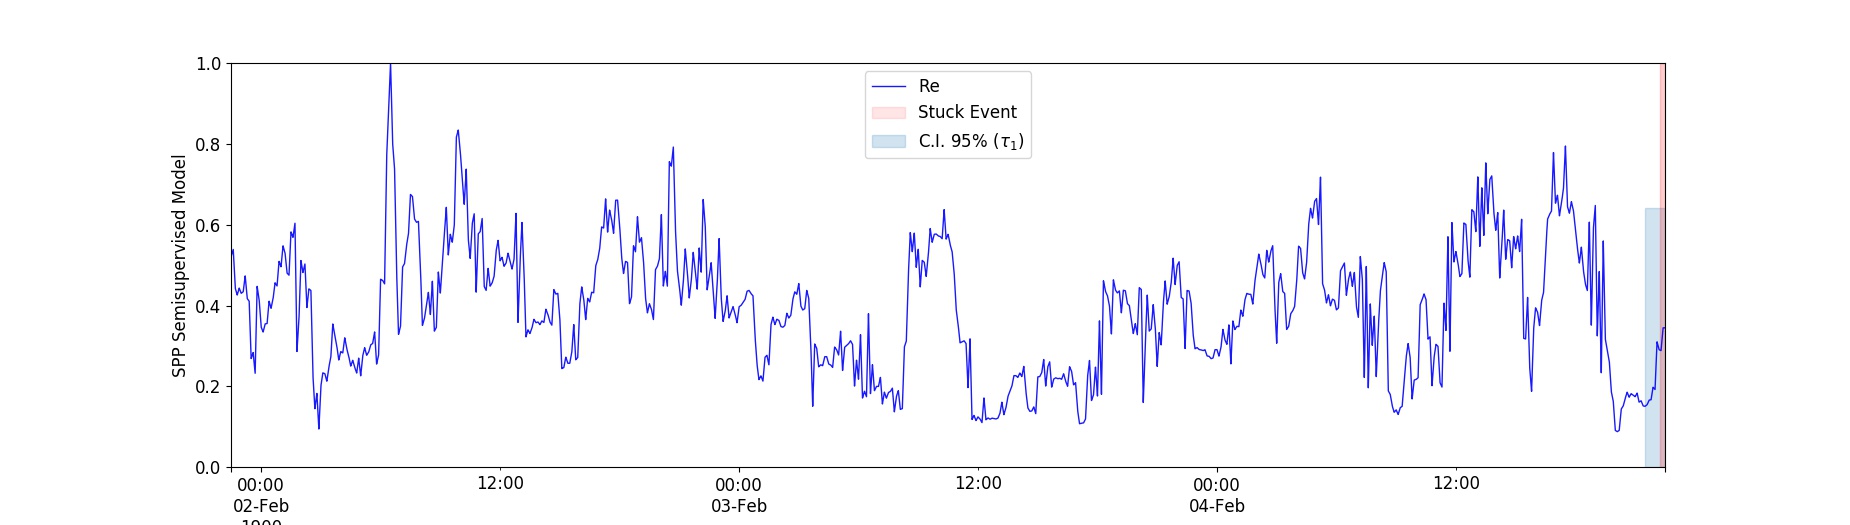 1.0
0.8
0.6
0.4
0.2
0.0
SPP Semisupervised Model
Re
Stuck Event
C.I. 95% (τ₁)
00:00 12:00 00:00 12:00 00:00 12:00
02-Feb 03-Feb 04-Feb
1900